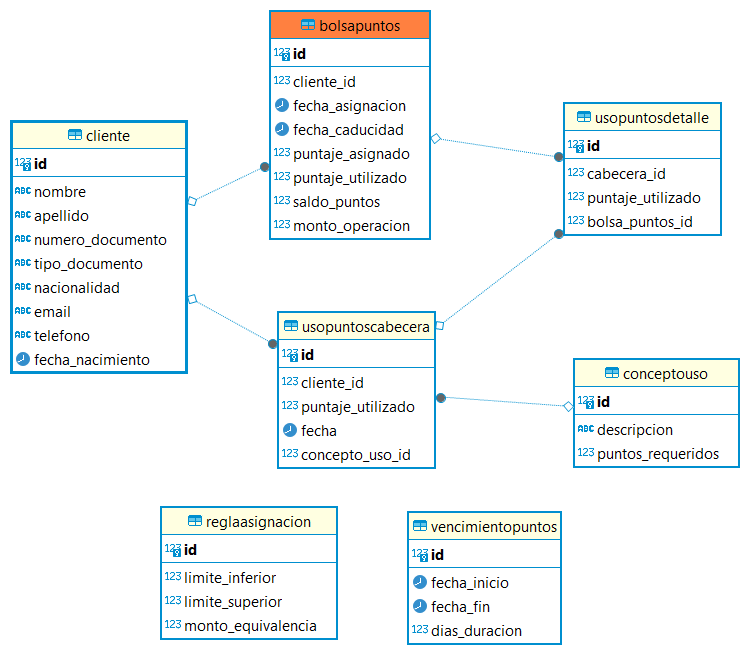 bolsapuntos
123 id
123 cliente_id
fecha_asignacion
fecha_caducidad
123 puntaje_asignado
123 puntaje_utilizado
123 saldo_puntos
123 monto_operacion
usopuntosdetalle
123 id
123 cabecera_id
123 puntaje_utilizado
123 bolsa_puntos_id
cliente
123 id
ABC nombre
ABC apellido
ABC numero_documento
ABC tipo_documento
ABC nacionalidad
ABC email
ABC telefono
fecha_nacimiento
usopuntoscabecera
123 id
123 cliente_id
123 puntaje_utilizado
fecha
123 concepto_uso_id
conceptouso
123 id
ABC descripcion
123 puntos_requeridos
reglaasignacion
123 id
123 limite_inferior
123 limite_superior
123 monto_equivalencia
vencimientopuntos
123 id
fecha_inicio
fecha_fin
123 dias_duracion